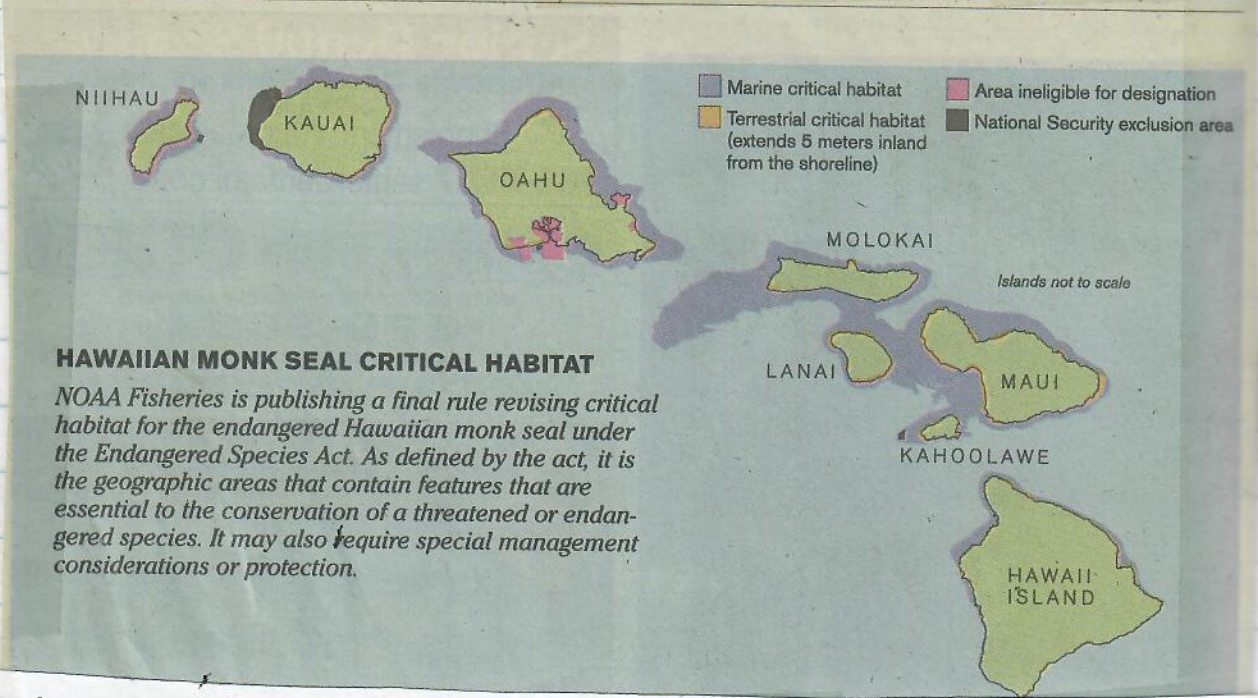 NIIHAU
KAUAI
OAHU
Marine critical habitat
Terrestrial critical habitat
(extends 5 meters inland
from the shoreline)
Area ineligible for designation
National Security exclusion area
MOLOKAI
Islands not to scale
LANAI
MAUI
KAHOOLAWE
HAWAII
ISLAND
HAWAIIAN MONK SEAL CRITICAL HABITAT
NOAA Fisheries is publishing a final rule revising critical
habitat for the endangered Hawaiian monk seal under
the Endangered Species Act. As defined by the act, it is
the geographic areas that contain features that are
essential to the conservation of a threatened or endan-
gered species. It may also require special management
considerations or protection.